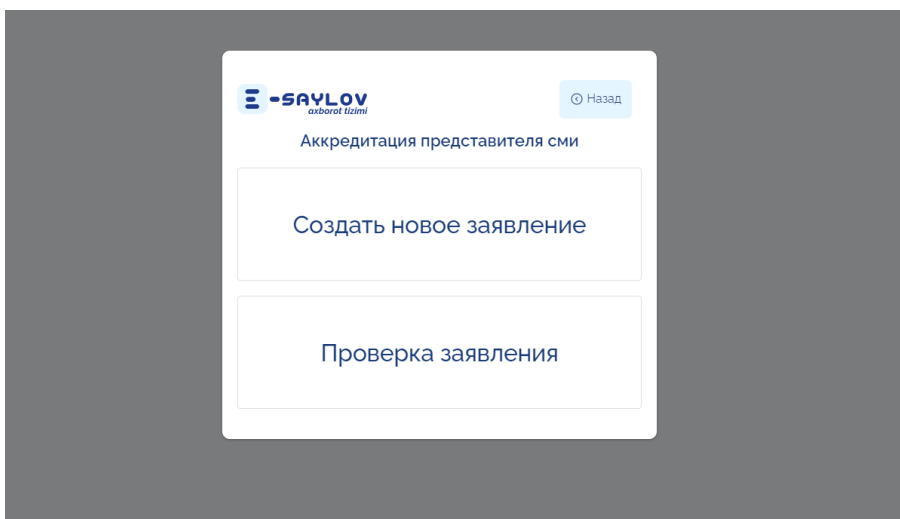 E-SAYLOV
axborot tizimi
Назад
Аккредитация представителя сми
Создать новое заявление
Проверка заявления